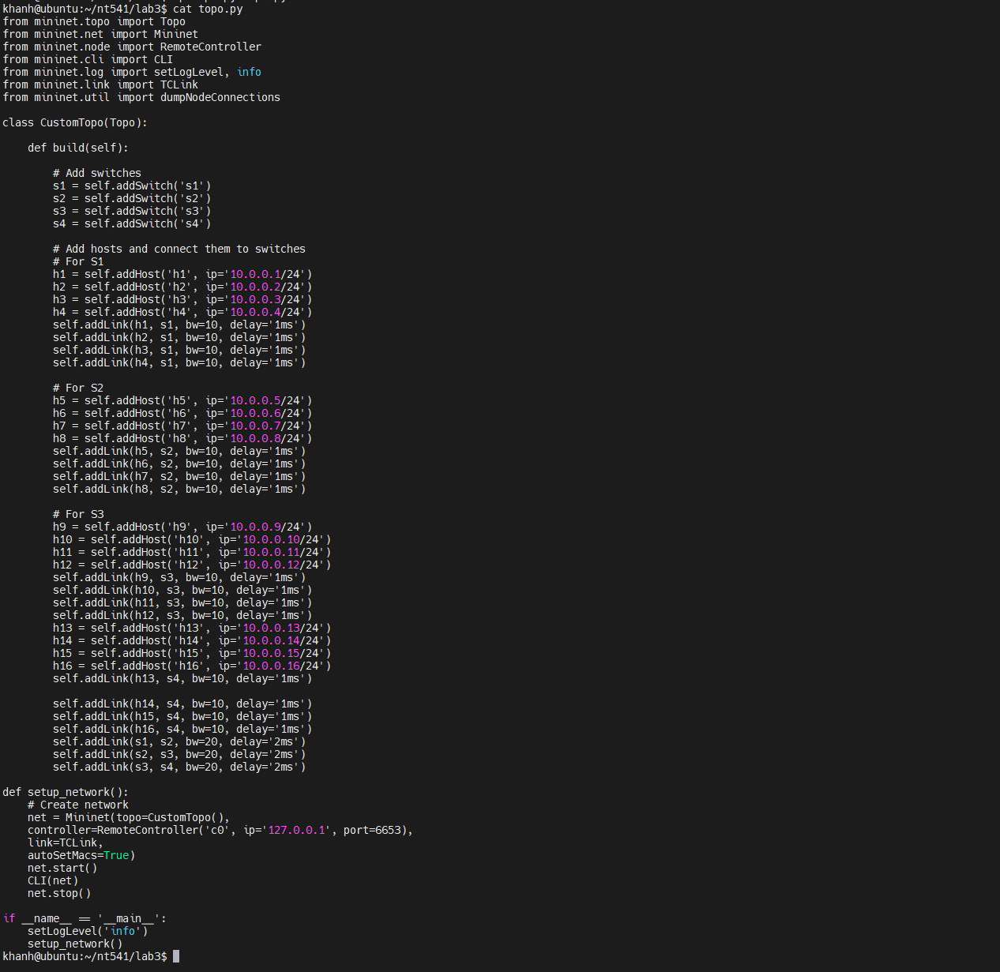 khanh@ubuntu:~/nt541/lab3$ cat topo.py
from mininet.topo import Topo
from mininet.net import Mininet
from mininet.node import RemoteController
from mininet.cli import CLI
from mininet.log import setLogLevel, info
from mininet.link import TCLink
from mininet.util import dumpNodeConnections

class CustomTopo(Topo):

    def build(self):

        # Add switches
        s1 = self.addSwitch('s1')
        s2 = self.addSwitch('s2')
        s3 = self.addSwitch('s3')
        s4 = self.addSwitch('s4')

        # Add hosts and connect them to switches
        # For S1
        h1 = self.addHost('h1', ip='10.0.0.1/24')
        h2 = self.addHost('h2', ip='10.0.0.2/24')
        h3 = self.addHost('h3', ip='10.0.0.3/24')
        h4 = self.addHost('h4', ip='10.0.0.4/24')
        self.addLink(h1, s1, bw=10, delay='1ms')
        self.addLink(h2, s1, bw=10, delay='1ms')
        self.addLink(h3, s1, bw=10, delay='1ms')
        self.addLink(h4, s1, bw=10, delay='1ms')

        # For S2
        h5 = self.addHost('h5', ip='10.0.0.5/24')
        h6 = self.addHost('h6', ip='10.0.0.6/24')
        h7 = self.addHost('h7', ip='10.0.0.7/24')
        h8 = self.addHost('h8', ip='10.0.0.8/24')
        self.addLink(h5, s2, bw=10, delay='1ms')
        self.addLink(h6, s2, bw=10, delay='1ms')
        self.addLink(h7, s2, bw=10, delay='1ms')
        self.addLink(h8, s2, bw=10, delay='1ms')

        # For S3
        h9 = self.addHost('h9', ip='10.0.0.9/24')
        h10 = self.addHost('h10', ip='10.0.0.10/24')
        h11 = self.addHost('h11', ip='10.0.0.11/24')
        h12 = self.addHost('h12', ip='10.0.0.12/24')
        self.addLink(h9, s3, bw=10, delay='1ms')
        self.addLink(h10, s3, bw=10, delay='1ms')
        self.addLink(h11, s3, bw=10, delay='1ms')
        self.addLink(h12, s3, bw=10, delay='1ms')
        h13 = self.addHost('h13', ip='10.0.0.13/24')
        h14 = self.addHost('h14', ip='10.0.0.14/24')
        h15 = self.addHost('h15', ip='10.0.0.15/24')
        h16 = self.addHost('h16', ip='10.0.0.16/24')
        self.addLink(h13, s4, bw=10, delay='1ms')

        self.addLink(h14, s4, bw=10, delay='1ms')
        self.addLink(h15, s4, bw=10, delay='1ms')
        self.addLink(h16, s4, bw=10, delay='1ms')
        self.addLink(s1, s2, bw=20, delay='2ms')
        self.addLink(s2, s3, bw=20, delay='2ms')
        self.addLink(s3, s4, bw=20, delay='2ms')

def setup_network():
    # Create network
    net = Mininet(topo=CustomTopo(),
    controller=RemoteController('c0', ip='127.0.0.1', port=6653),
    link=TCLink,
    autoSetMacs=True)
    net.start()
    CLI(net)
    net.stop()

if __name__ == '__main__':
    setLogLevel('info')
    setup_network()
khanh@ubuntu:~/nt541/lab3$